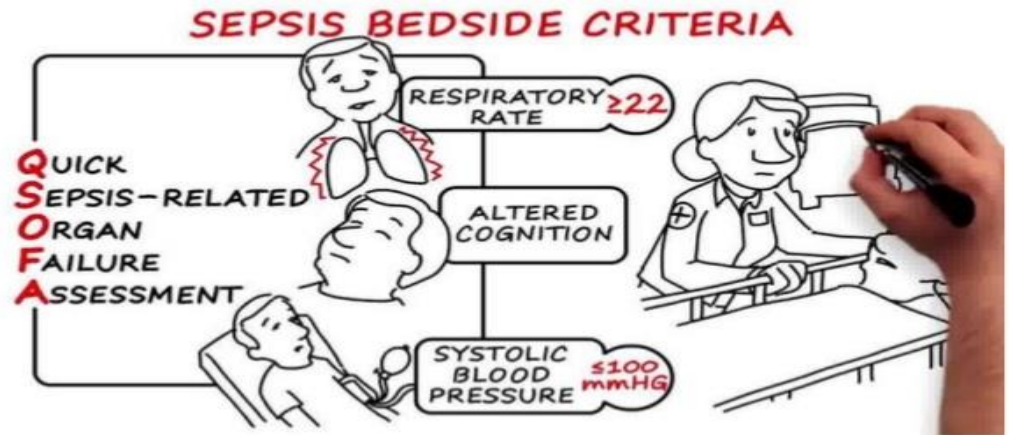 SEPSIS BEDSIDE CRITERIA
QUICK
SEPSIS-RELATED
ORGAN
FAILURE
ASSESSMENT
RESPIRATORY
RATE
≥22
ALTERED
COGNITION
SYSTOLIC
BLOOD
PRESSURE
≤100
mmHG